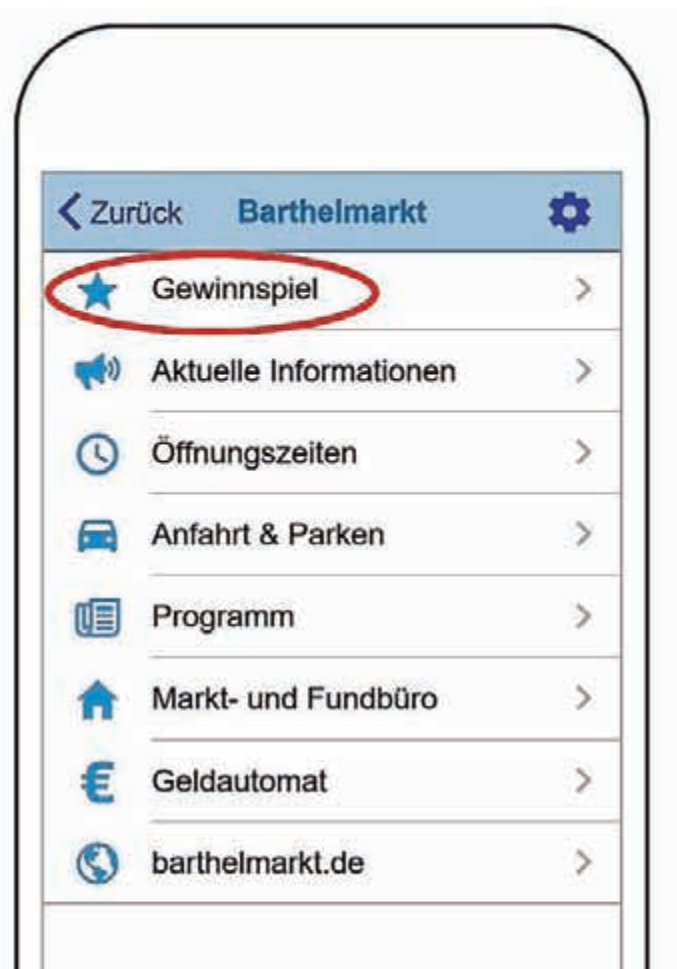 Zurück Barthelmarkt
Gewinnspiel
Aktuelle Informationen
Öffnungszeiten
Anfahrt & Parken
Programm
Markt- und Fundbüro
Geldautomat
barthelmarkt.de